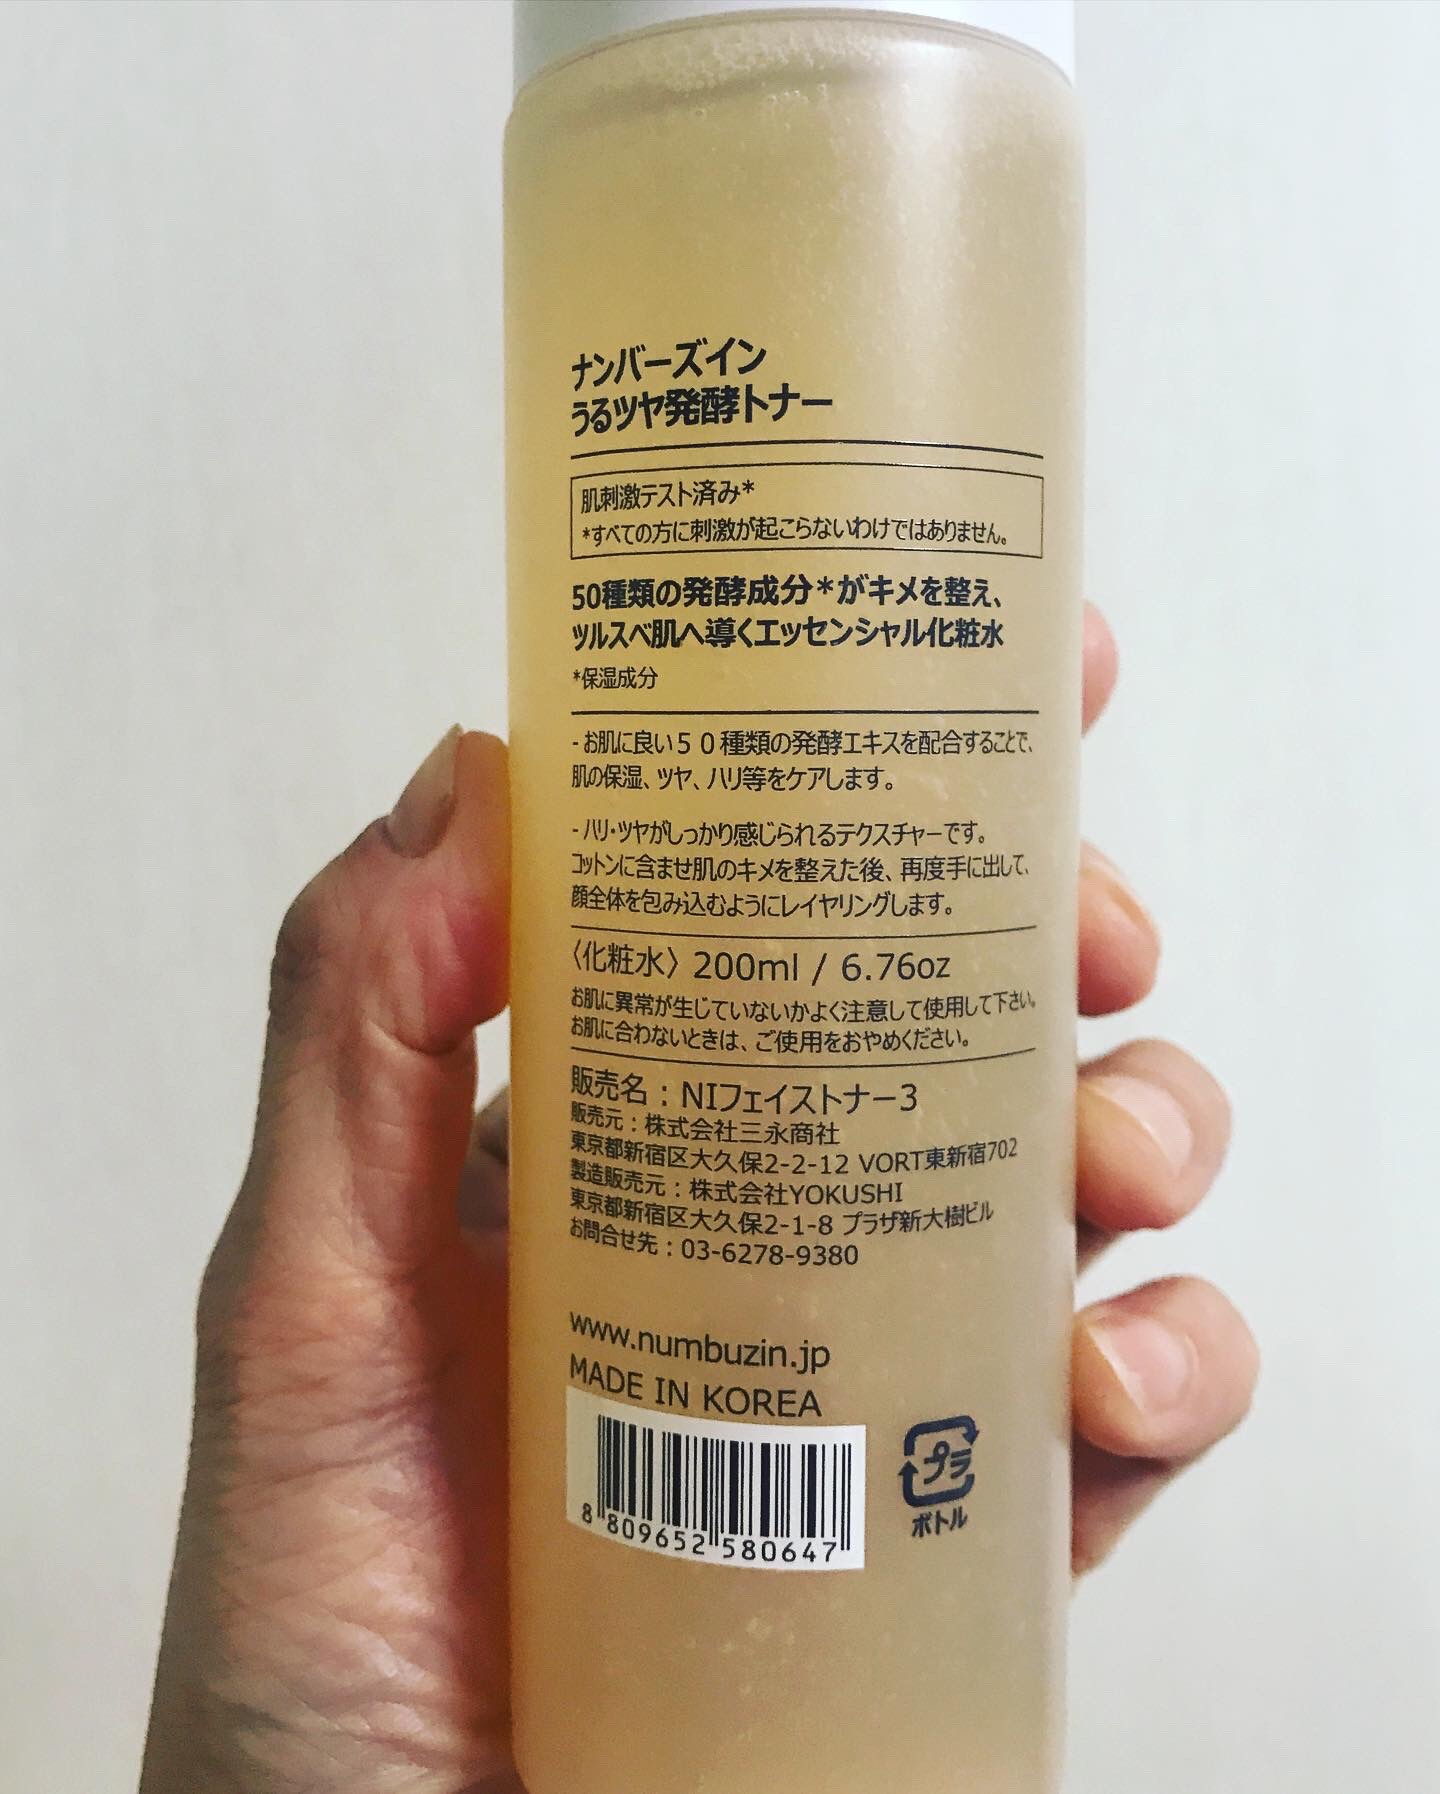 ナンバーズイン
うるツヤ発酵トナー
肌刺激テスト済み*
*すべての方に刺激が起こらないわけではありません。
50種類の発酵成分*がキメを整え、
ツルスベ肌へ導くエッセンシャル化粧水
*保湿成分
- お肌に良い５０種類の発酵エキスを配合することで、
肌の保湿、ツヤ、ハリ等をケアします。
- ハリ・ツヤがしっかり感じられるテクスチャーです。
コットンに含ませ肌のキメを整えた後、再度手に出して、
顔全体を包み込むようにレイヤリングします。
〈化粧水〉 200ml / 6.76oz
お肌に異常が生じていないかよく注意して使用して下さい。
お肌に合わないときは、ご使用をおやめください。
販売名：NIフェイストナー3
販売元：株式会社三永商社
東京都新宿区大久保2-2-12 VORT東新宿702
製造販売元：株式会社YOKUSHI
東京都新宿区大久保2-1-8 プラザ新大樹ビル
お問合せ先：03-6278-9380
www.numbuzin.jp
MADE IN KOREA
8 809652 580647
プラ
ボトル